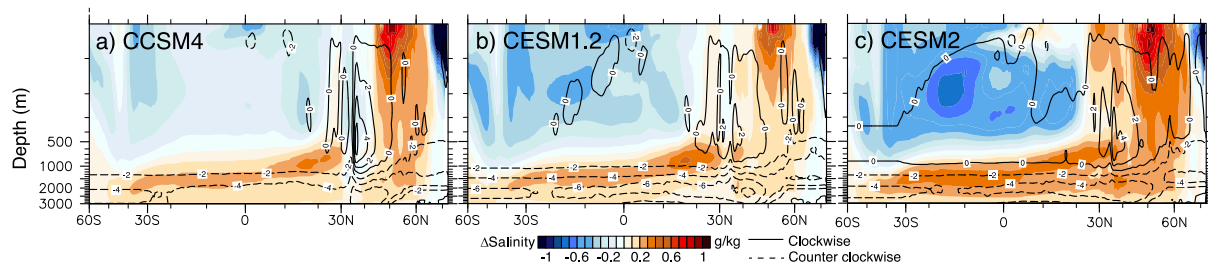 a) CCSM4
b) CESM1.2
c) CESM2
Depth (m)
500
1000
2000
3000
60S 30S 0 30N 60N
60S 30S 0 30N 60N
60S 30S 0 30N 60N
ΔSalinity
-1 -0.6 -0.2 0.2 0.6 1
g/kg
Clockwise
Counter clockwise